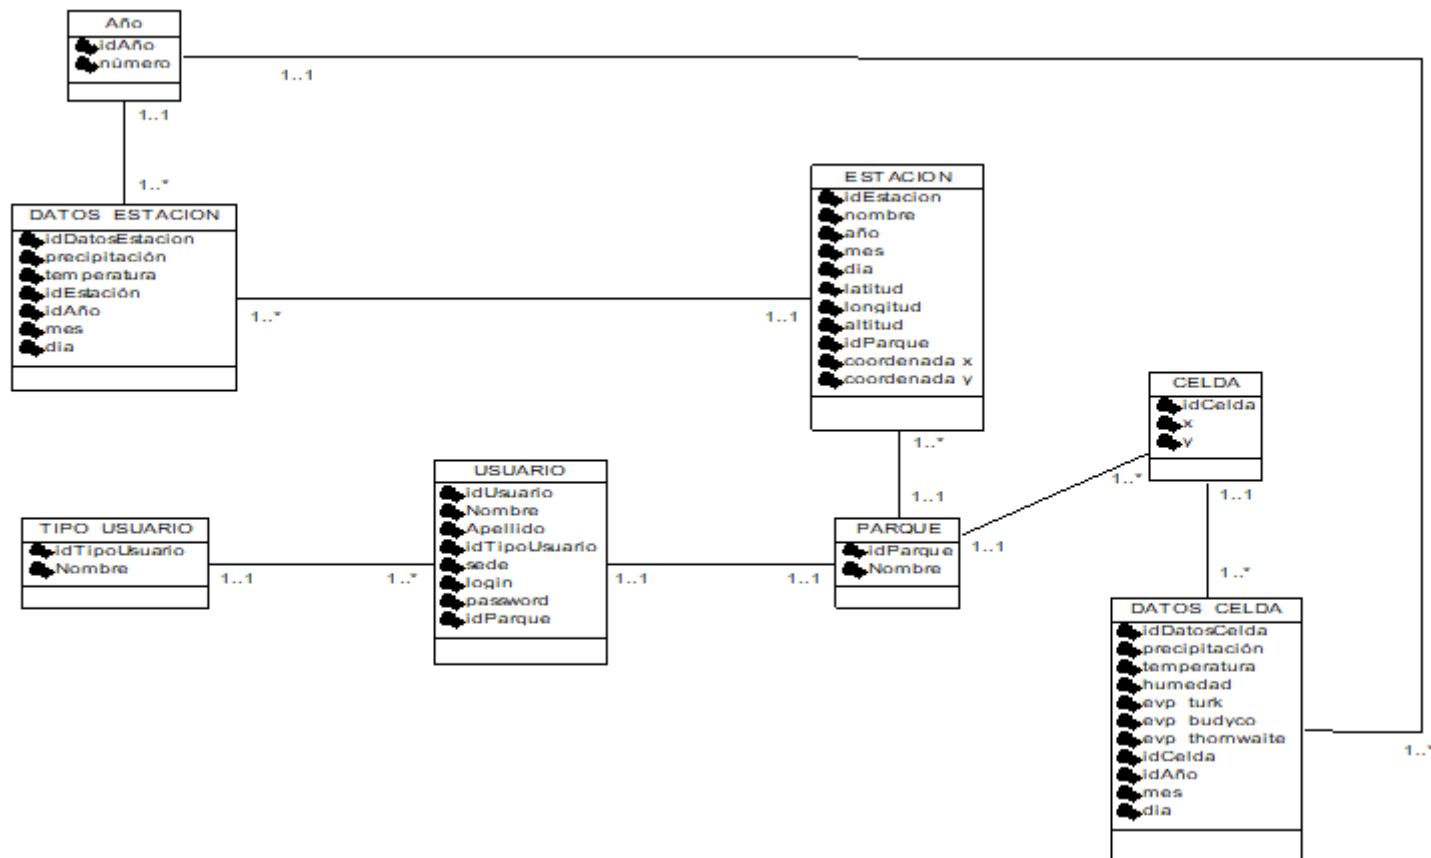 Año
idAño
número
1..1
1..1
1..*
DATOS ESTACION
idDatosEstacion
precipitación
temperatura
idEstación
idAño
mes
dia
1..*
1..1
ESTACION
idEstacion
nombre
año
mes
dia
latitud
longitud
altitud
idParque
coordenada x
coordenada y
1..*
1..1
CELDA
idCelda
x
y
1..*
1..1
1..1
1..*
TIPO USUARIO
idTipoUsuario
Nombre
1..1
1..*
USUARIO
idUsuario
Nombre
Apellido
idTipoUsuario
sede
login
password
idParque
1..1
1..1
PARQUE
idParque
Nombre
DATOS CELDA
idDatosCelda
precipitación
temperatura
humedad
evp turk
evp budyco
evp thornwaite
idCelda
idAño
mes
dia
1..*